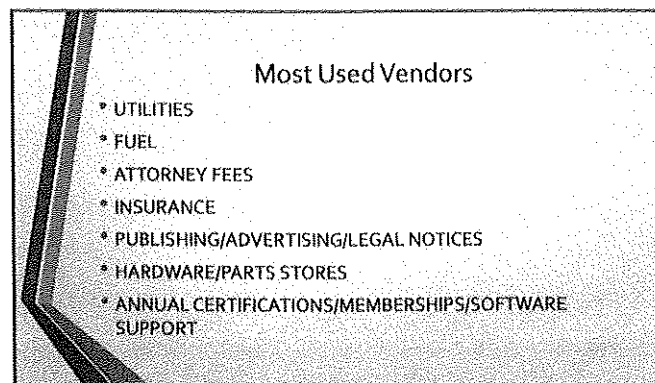 Most Used Vendors
* UTILITIES
* FUEL
* ATTORNEY FEES
* INSURANCE
* PUBLISHING/ADVERTISING/LEGAL NOTICES
* HARDWARE/PARTS STORES
* ANNUAL CERTIFICATIONS/MEMBERSHIPS/SOFTWARE
SUPPORT